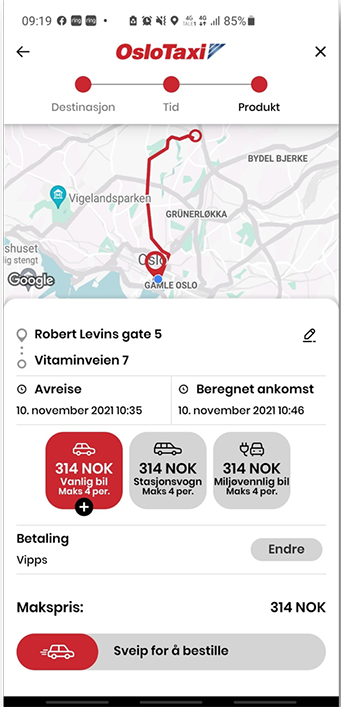 09:19 ring ring 85%
OsloTaxi
Destinasjon Tid Produkt
BYDEL BJERKE
Vigelandsparken
GRÜNERLØKKA
shuset
lig stengt
Oslo
Google
GAMLE OSLO
Robert Levins gate 5
Vitaminveien 7
Avreise Beregnet ankomst
10. november 2021 10:35 10. november 2021 10:46
314 NOK 314 NOK 314 NOK
Vanlig bil Stasjonsvogn Miljøvennlig bil
Maks 4 per. Maks 4 per. Maks 4 per.
Betaling
Vipps
Endre
Makspris: 314 NOK
Sveip for å bestille